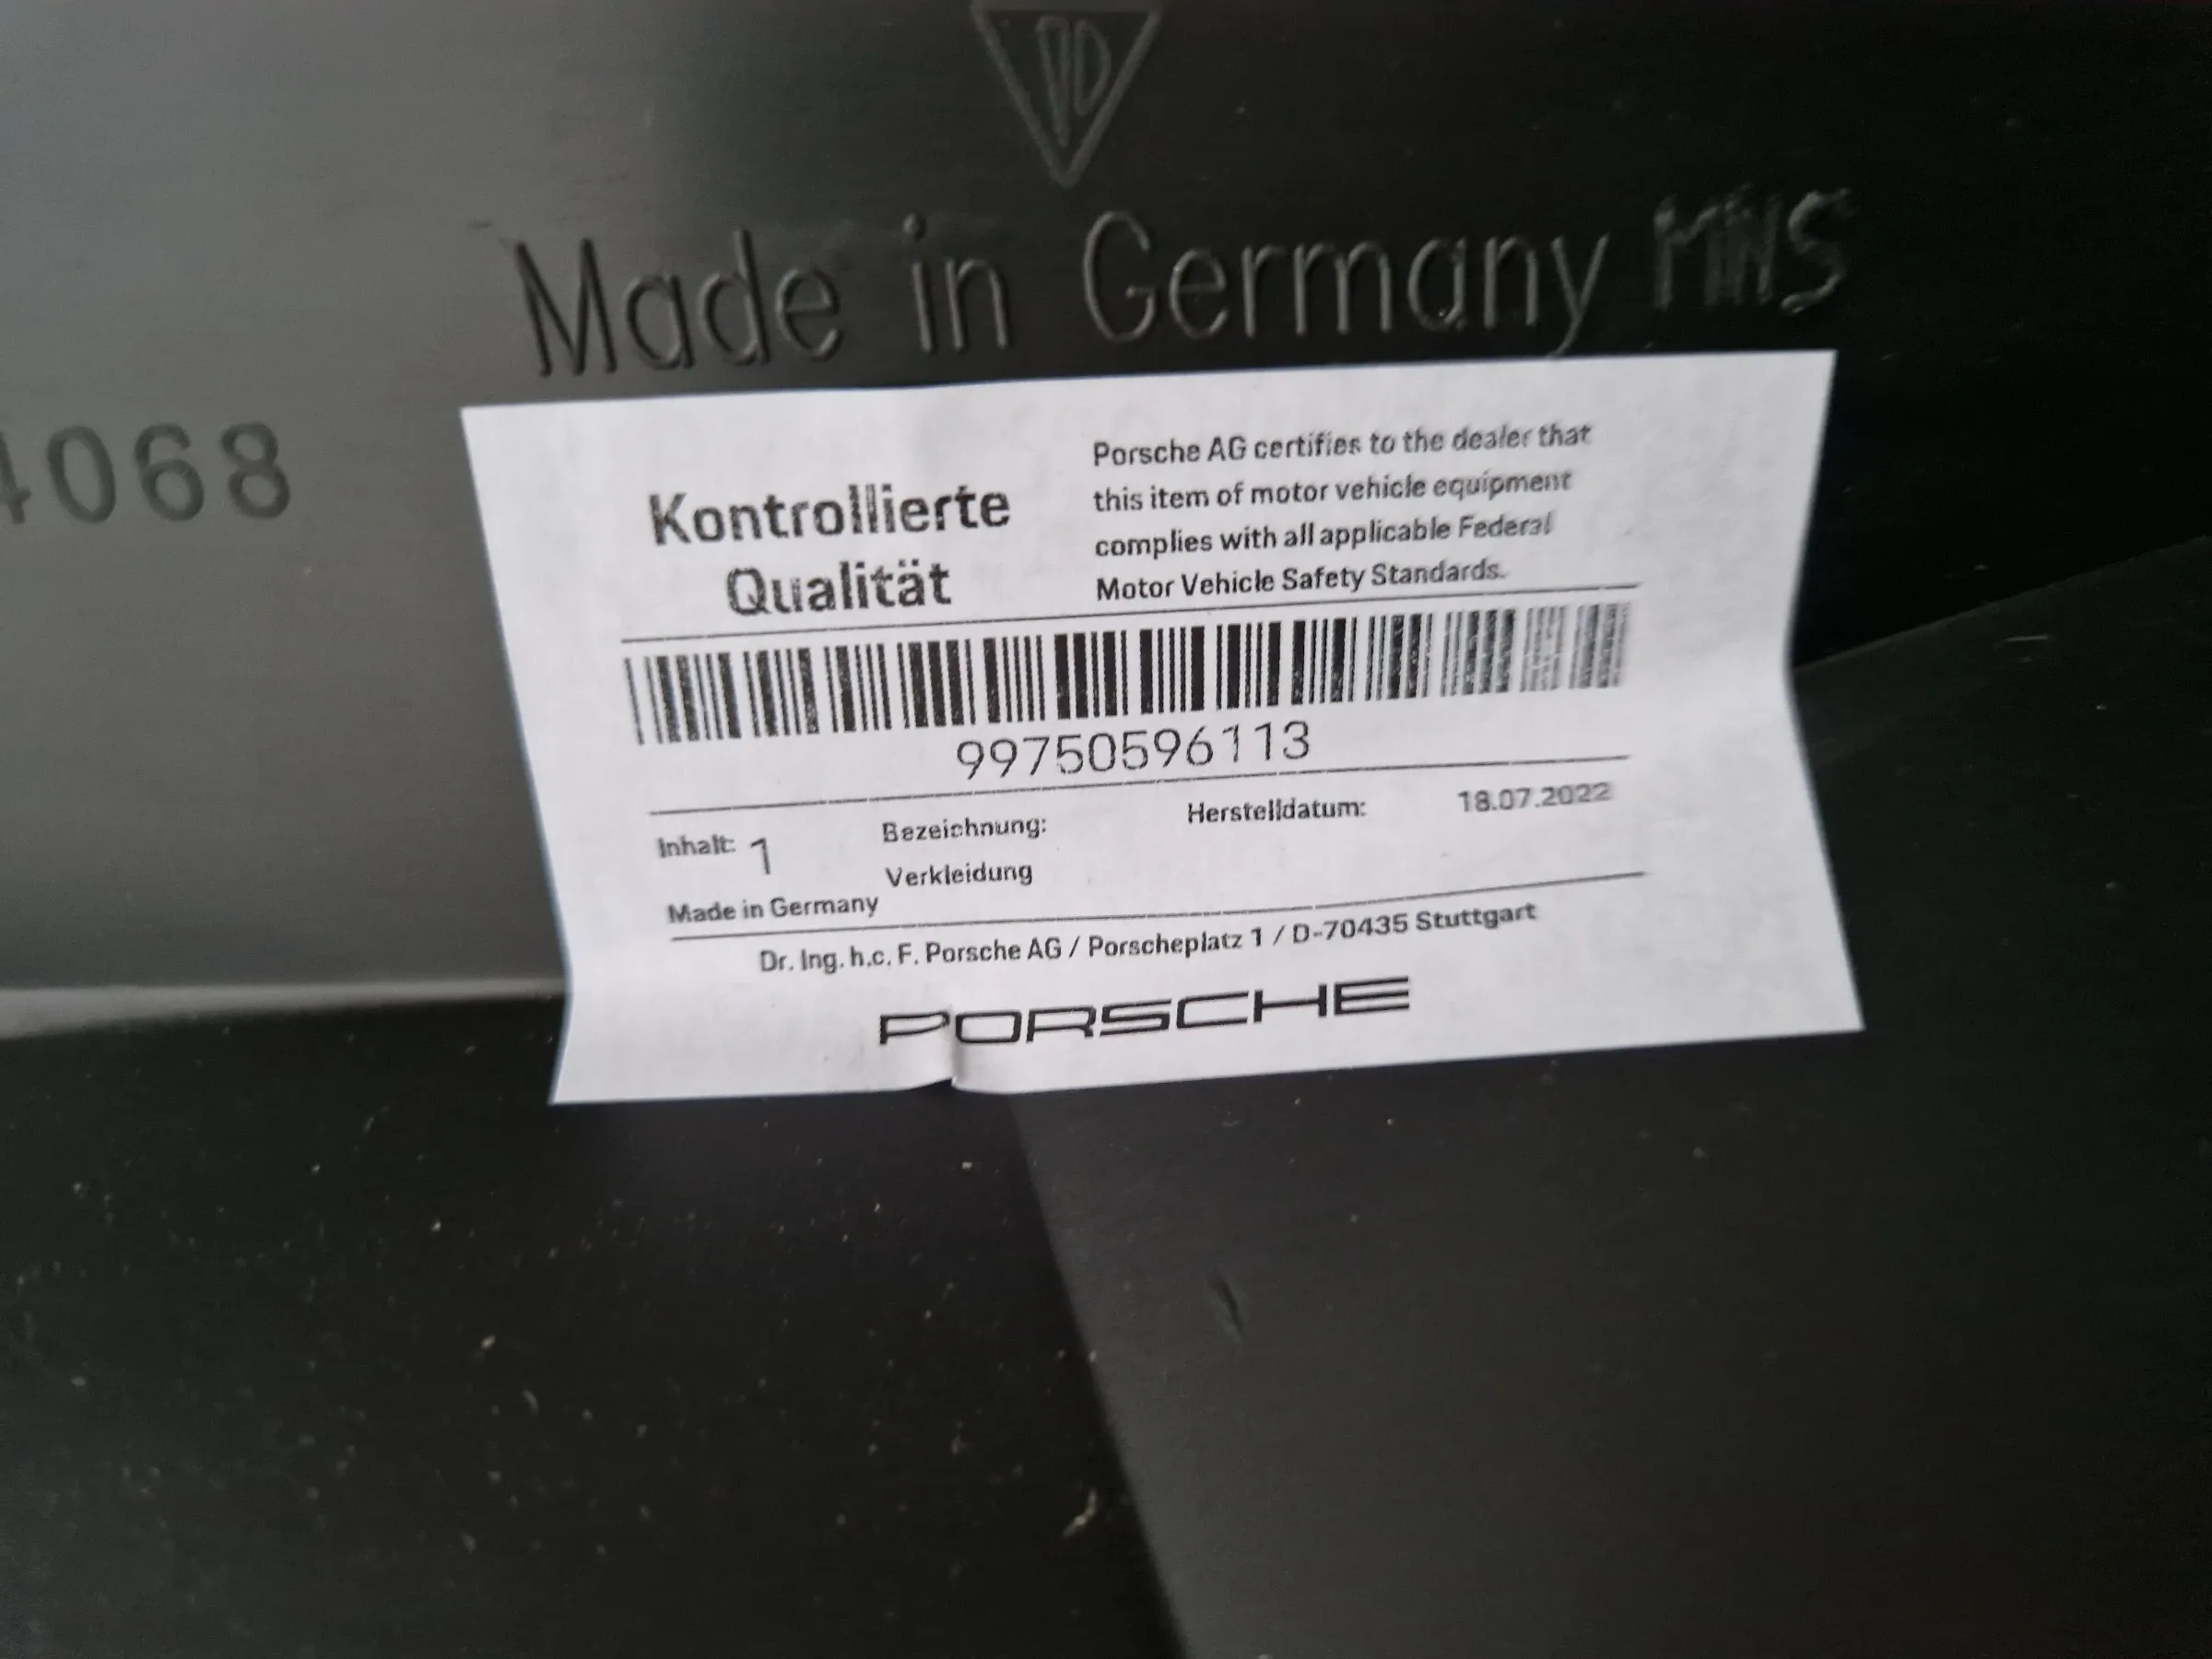 Made in Germany MNS
4068
Kontrollierte
Qualität
Porsche AG certifies to the dealer that
this item of motor vehicle equipment
complies with all applicable Federal
Motor Vehicle Safety Standards.
99750596113
Inhalt: 1
Bezeichnung:
Verkleidung
Herstelldatum: 18.07.2022
Made in Germany
Dr. Ing. h.c. F. Porsche AG / Porscheplatz 1 / D-70435 Stuttgart
PORSCHE